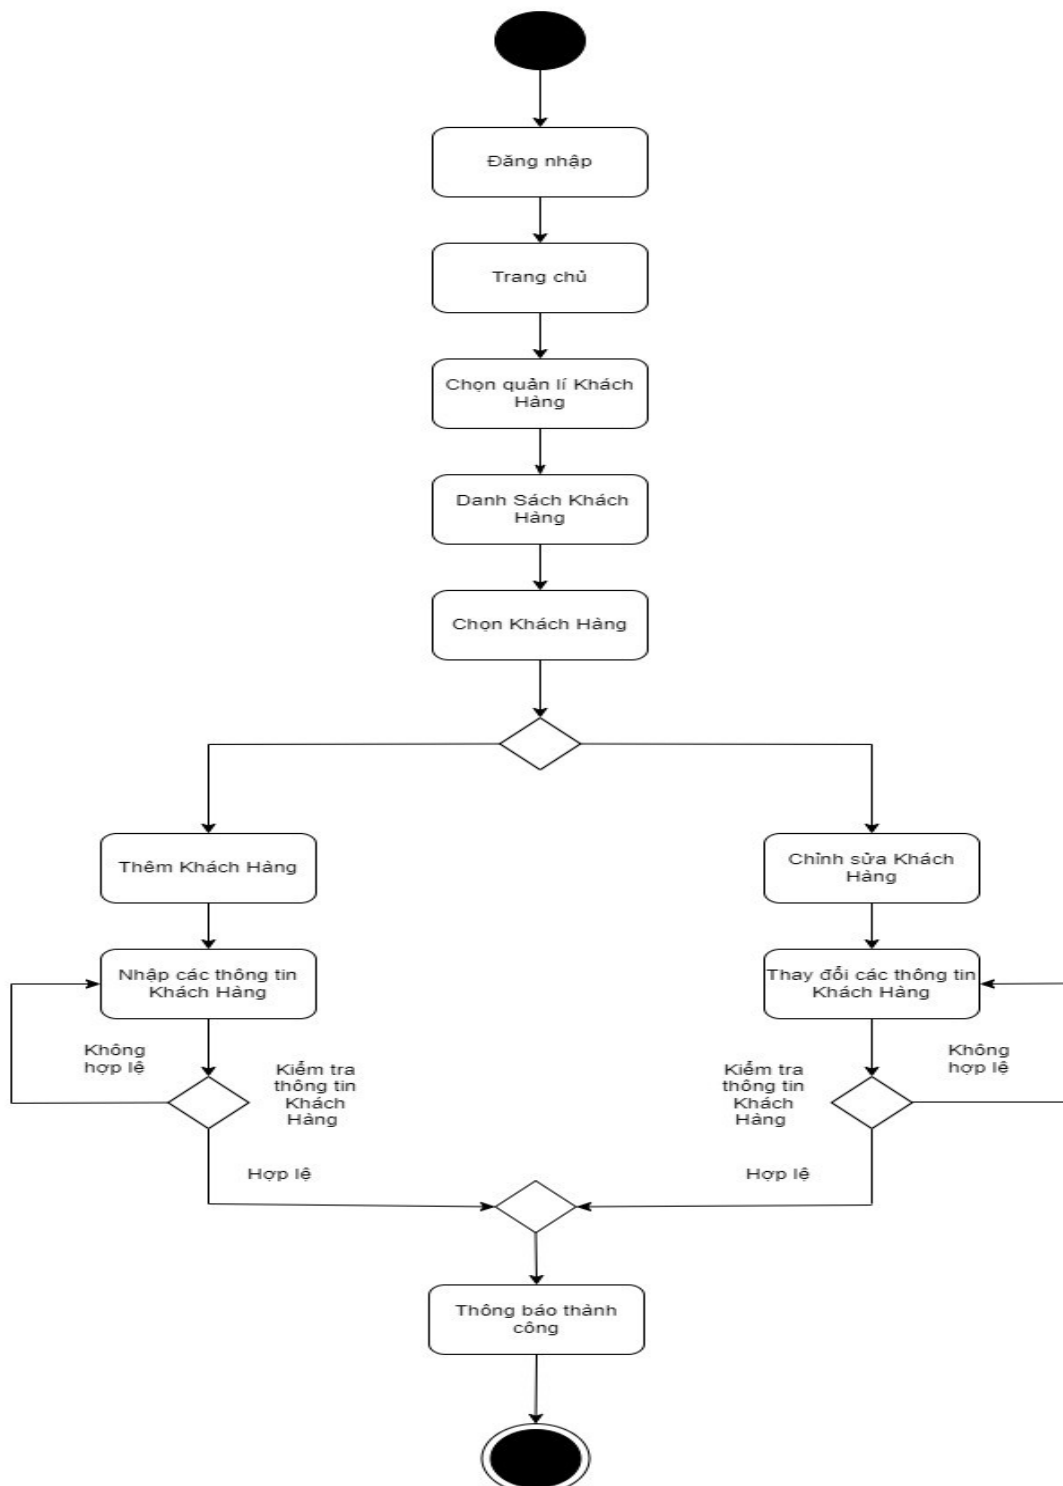 Đăng nhập
Trang chủ
Chọn quản lí Khách
Hàng
Danh Sách Khách
Hàng
Chọn Khách Hàng
Thêm Khách Hàng
Chỉnh sửa Khách
Hàng
Nhập các thông tin
Khách Hàng
Thay đổi các thông tin
Khách Hàng
Không
hợp lệ
Kiểm tra
thông tin
Khách
Hàng
Kiểm tra
thông tin
Khách
Hàng
Không
hợp lệ
Hợp lệ
Hợp lệ
Thông báo thành
công